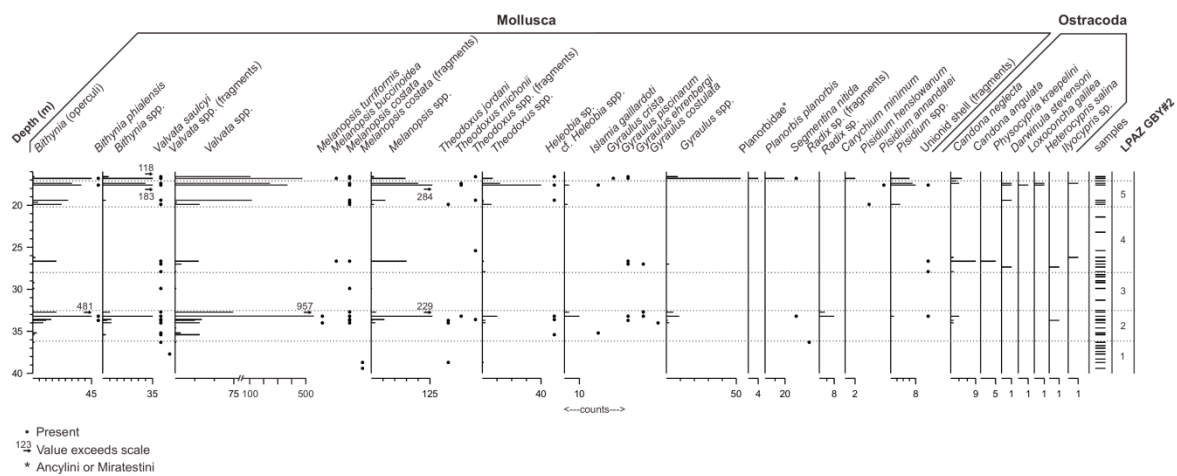 Mollusca
Ostracoda
Depth (m)
Bithynia (operculi)
Bithynia phialensis
Bithynia spp.
Valvata saulcyi
Valvata spp. (fragments)
Valvata spp.
Melanopsis turriformis
Melanopsis buccinoidea
Melanopsis costata
Melanopsis costata (fragments)
Melanopsis spp.
Theodoxus jordani
Theodoxus michonii
Theodoxus spp. (fragments)
Theodoxus spp.
Heleobia sp.
cf. Heleobia spp.
Islamia gaillardoti
Gyraulus crista
Gyraulus piscinarum
Gyraulus ehrenbergi
Gyraulus costulata
Gyraulus spp.
Planorbidae*
Planorbis planorbis
Segmentina nitida
Radix sp. (fragments)
Radix sp.
Carychium minimum
Pisidium henslowanum
Pisidium annandalei
Pisidium spp.
Unionid shell (fragments)
Candona neglecta
Candona angulata
Physocypria kraepelini
Darwinula stevensoni
Loxoconcha galilea
Heterocypris salina
Ilyocypris sp.
samples
LPAZ GBY#2
118
183
284
5
20
4
25
30
3
481
957
229
2
35
1
40
45 35 75 100 500 125 40 10 50 4 20 8 2 8 9 5 1 1 1 1 1
<---counts--->
• Present
123 Value exceeds scale
* Ancylini or Miratestini